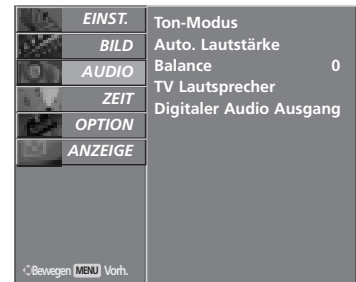 EINST.
BILD
AUDIO
ZEIT
OPTION
ANZEIGE
Bewegen MENU Vorh.
Ton-Modus
Auto. Lautstärke
Balance 0
TV Lautsprecher
Digitaler Audio Ausgang